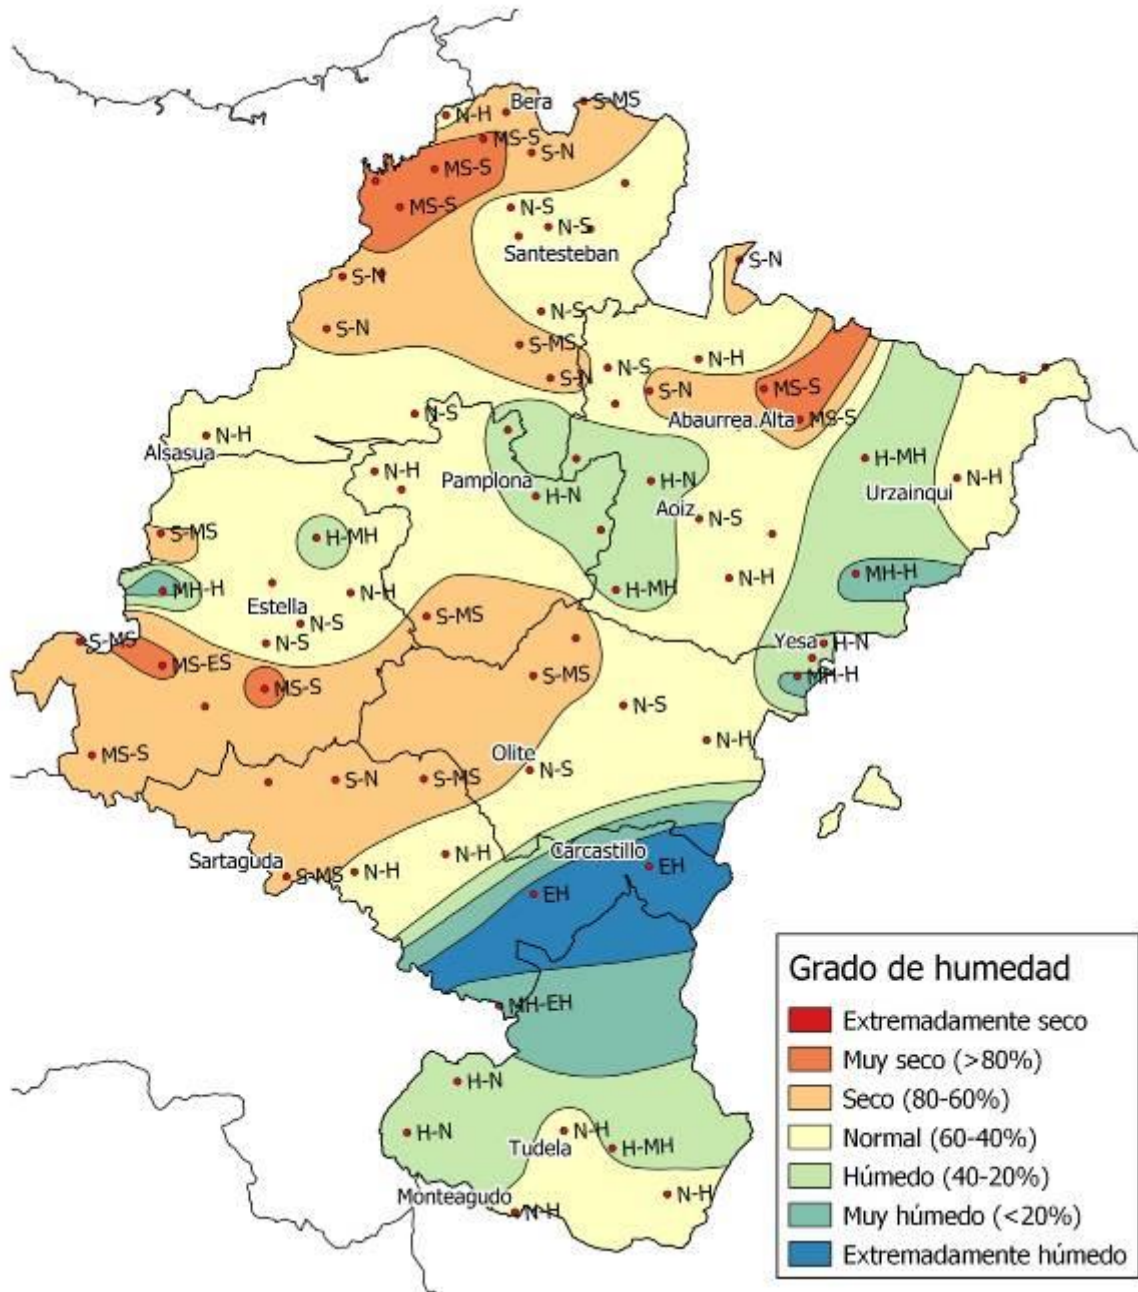 S-MS
Bera
N-H
MS-S
S-N
MS-S
MS-S
N-S
N-S
Santesteban
S-N
S-N
N-S
S-N
S-MS
N-S
N-H
S-N
S-N
MS-S
Abaurrea Alta
MS-S
N-S
N-H
Alsasua
H-MH
N-H
Pamplona
H-N
Urzainqui
N-H
H-N
Aoiz
N-S
S-MS
H-MH
MH-H
N-H
MH-H
N-H
H-MH
Estella
S-MS
N-S
N-S
S-MS
Yesa
H-N
MS-ES
S-MS
MH-H
MS-S
N-S
N-H
MS-S
Olite
N-S
S-N
S-MS
Carcastillo
N-H
Sartaguda
S-MS
N-H
EH
EH
MH-EH
Grado de humedad
Extremadamente seco
Muy seco (>80%)
Seco (80-60%)
Normal (60-40%)
Húmedo (40-20%)
Muy húmedo (<20%)
Extremadamente húmedo
H-N
H-N
N-H
Tudela
H-MH
Monteagudo
N-H
N-H